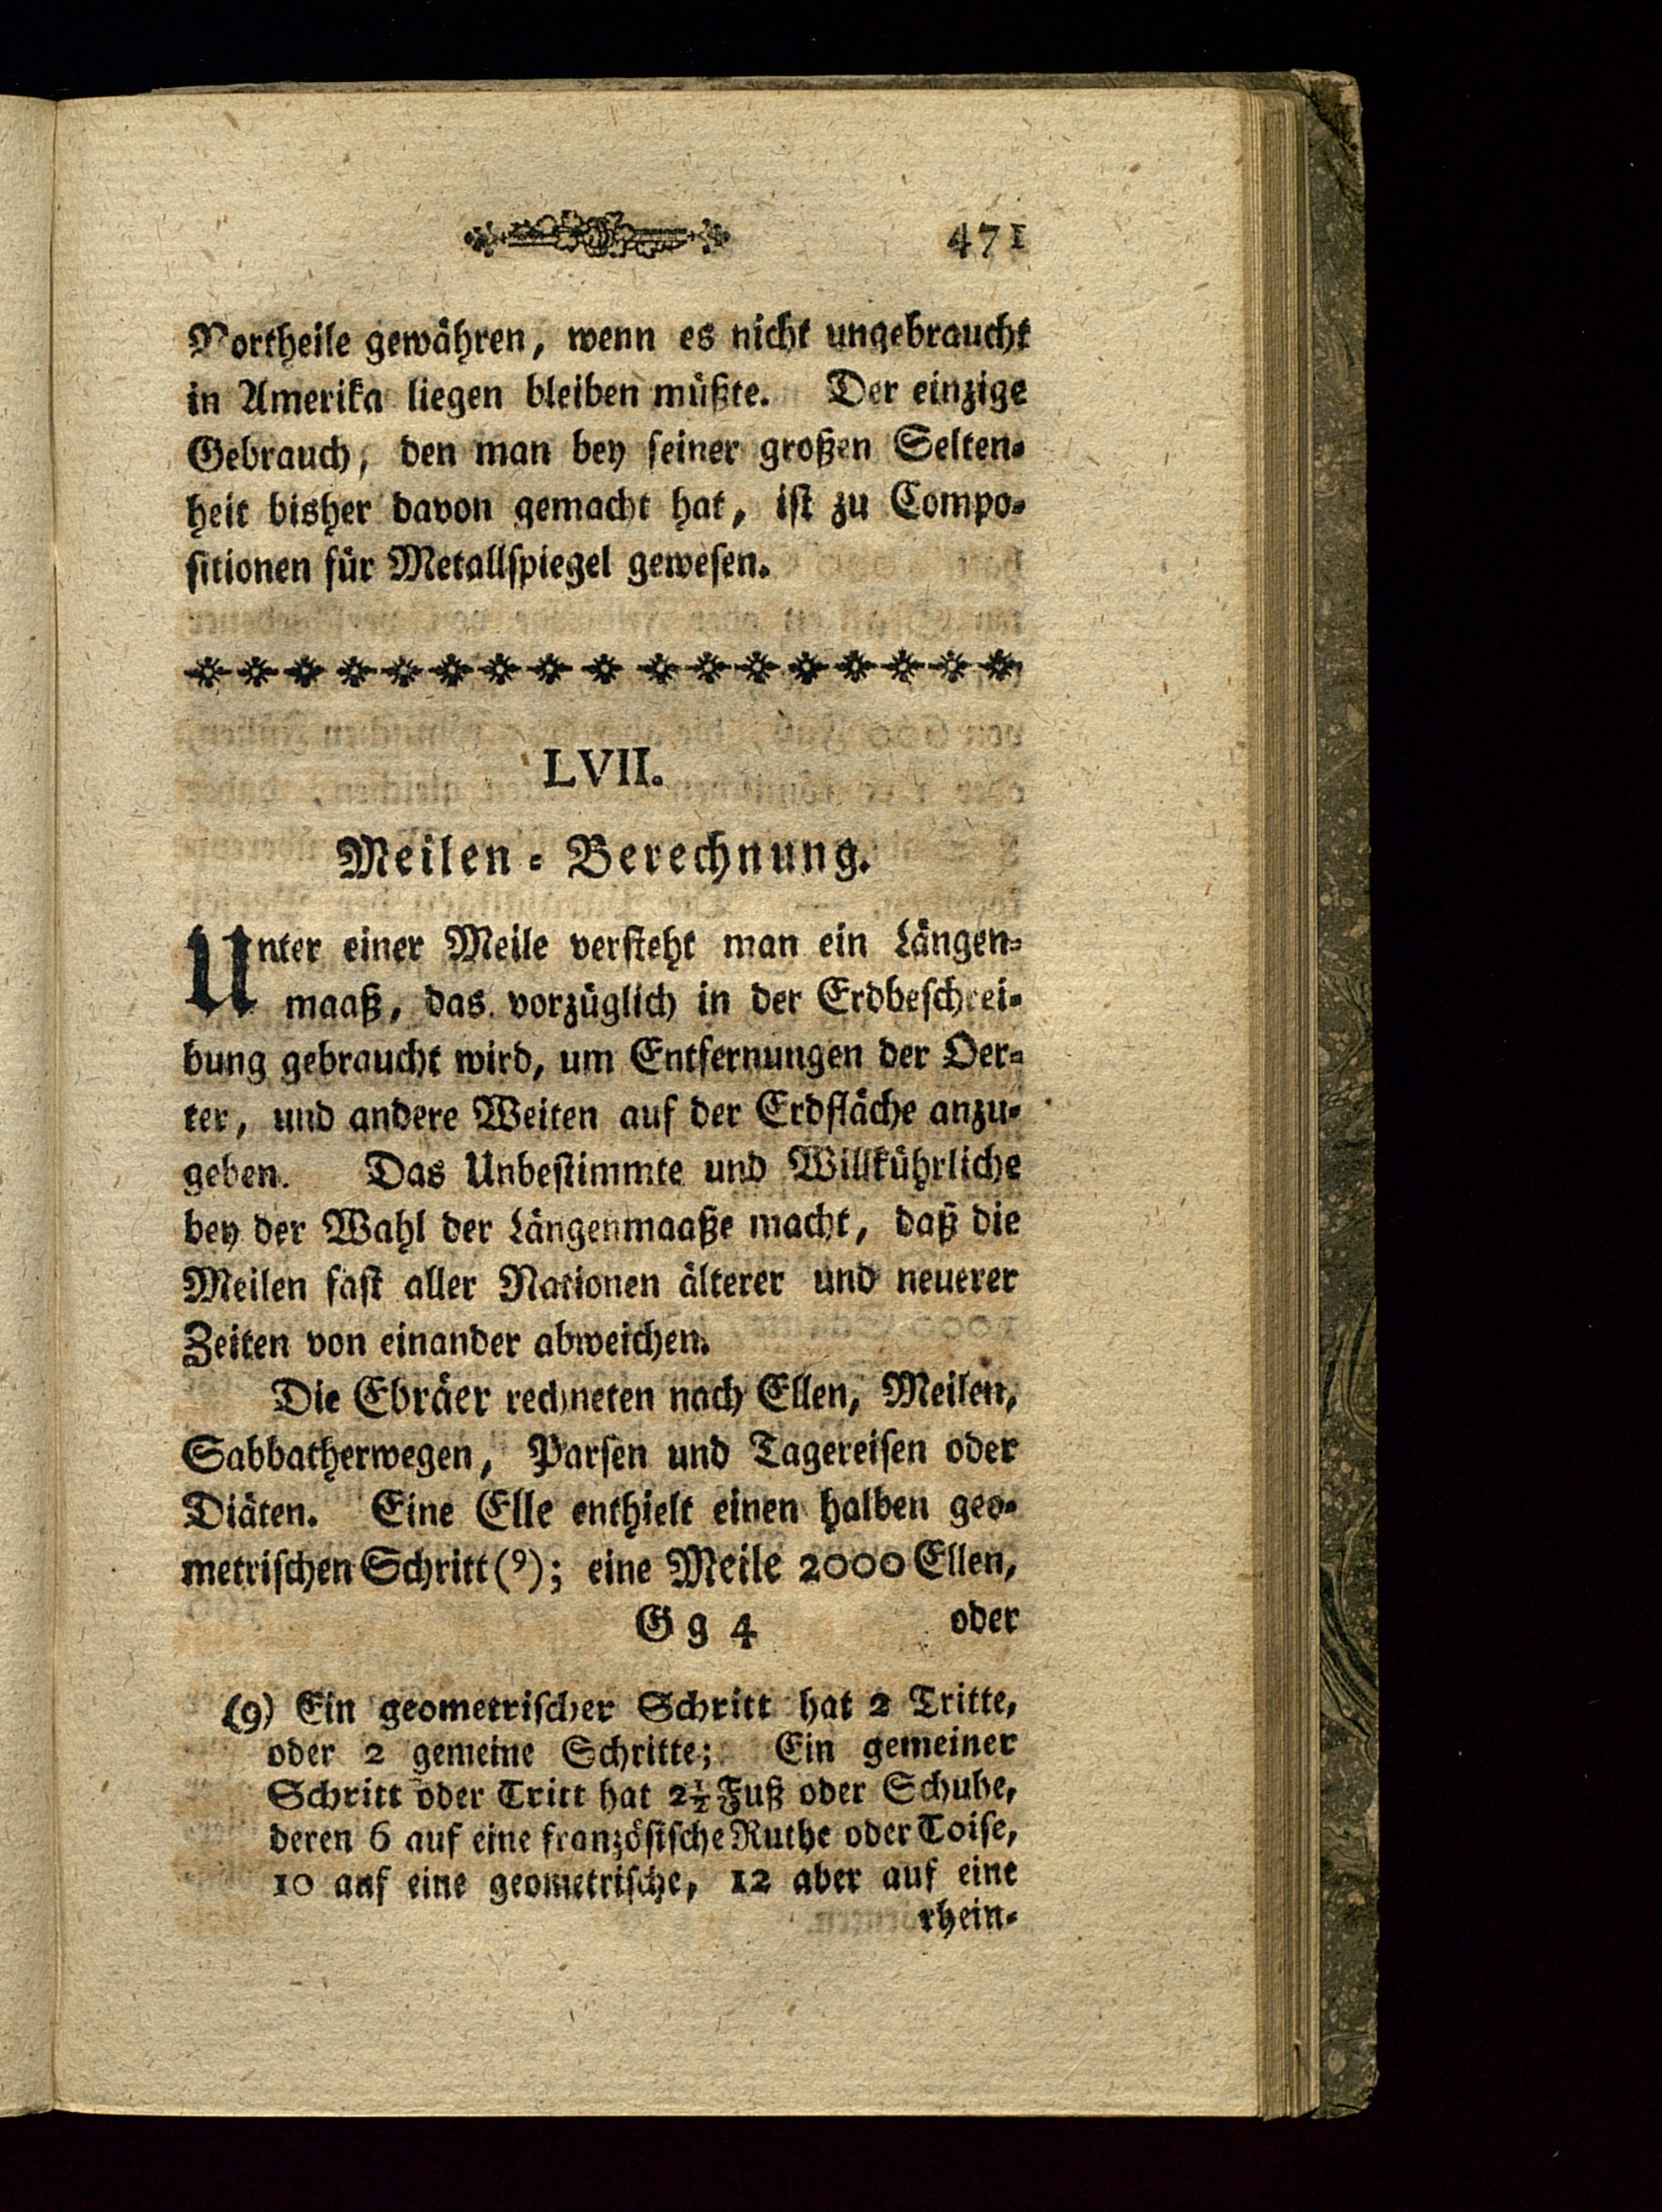 471
Vortheile gewähren, wenn es nicht ungebraucht
in Amerika liegen bleiben müßte. Der einzige
Gebrauch, den man bey seiner großen Selten-
heit bisher davon gemacht hat, ist zu Compo-
sitionen für Metallspiegel gewesen.
LVII.
Meilen-Berechnung.
Unter einer Meile versteht man ein Längen-
maaß, das vorzüglich in der Erdbeschrei-
bung gebraucht wird, um Entfernungen der Oer-
ter, und andere Weiten auf der Erdfläche anzu-
geben. Das Unbestimmte und Willkührliche
bey der Wahl der Längenmaaße macht, daß die
Meilen fast aller Nationen älterer und neuerer
Zeiten von einander abweichen.
Die Ebräer rechneten nach Ellen, Meilen,
Sabbatherwegen, Parsen und Tagereisen oder
Diäten. Eine Elle enthielt einen halben geo-
metrischen Schritt (9); eine Meile 2000 Ellen,
Gg 4 oder
(9) Ein geometrischer Schritt hat 2 Tritte,
oder 2 gemeine Schritte; Ein gemeiner
Schritt oder Tritt hat 2½ Fuß oder Schuhe,
deren 6 auf eine französische Ruthe oder Toise,
10 auf eine geometrische, 12 aber auf eine
rhein-